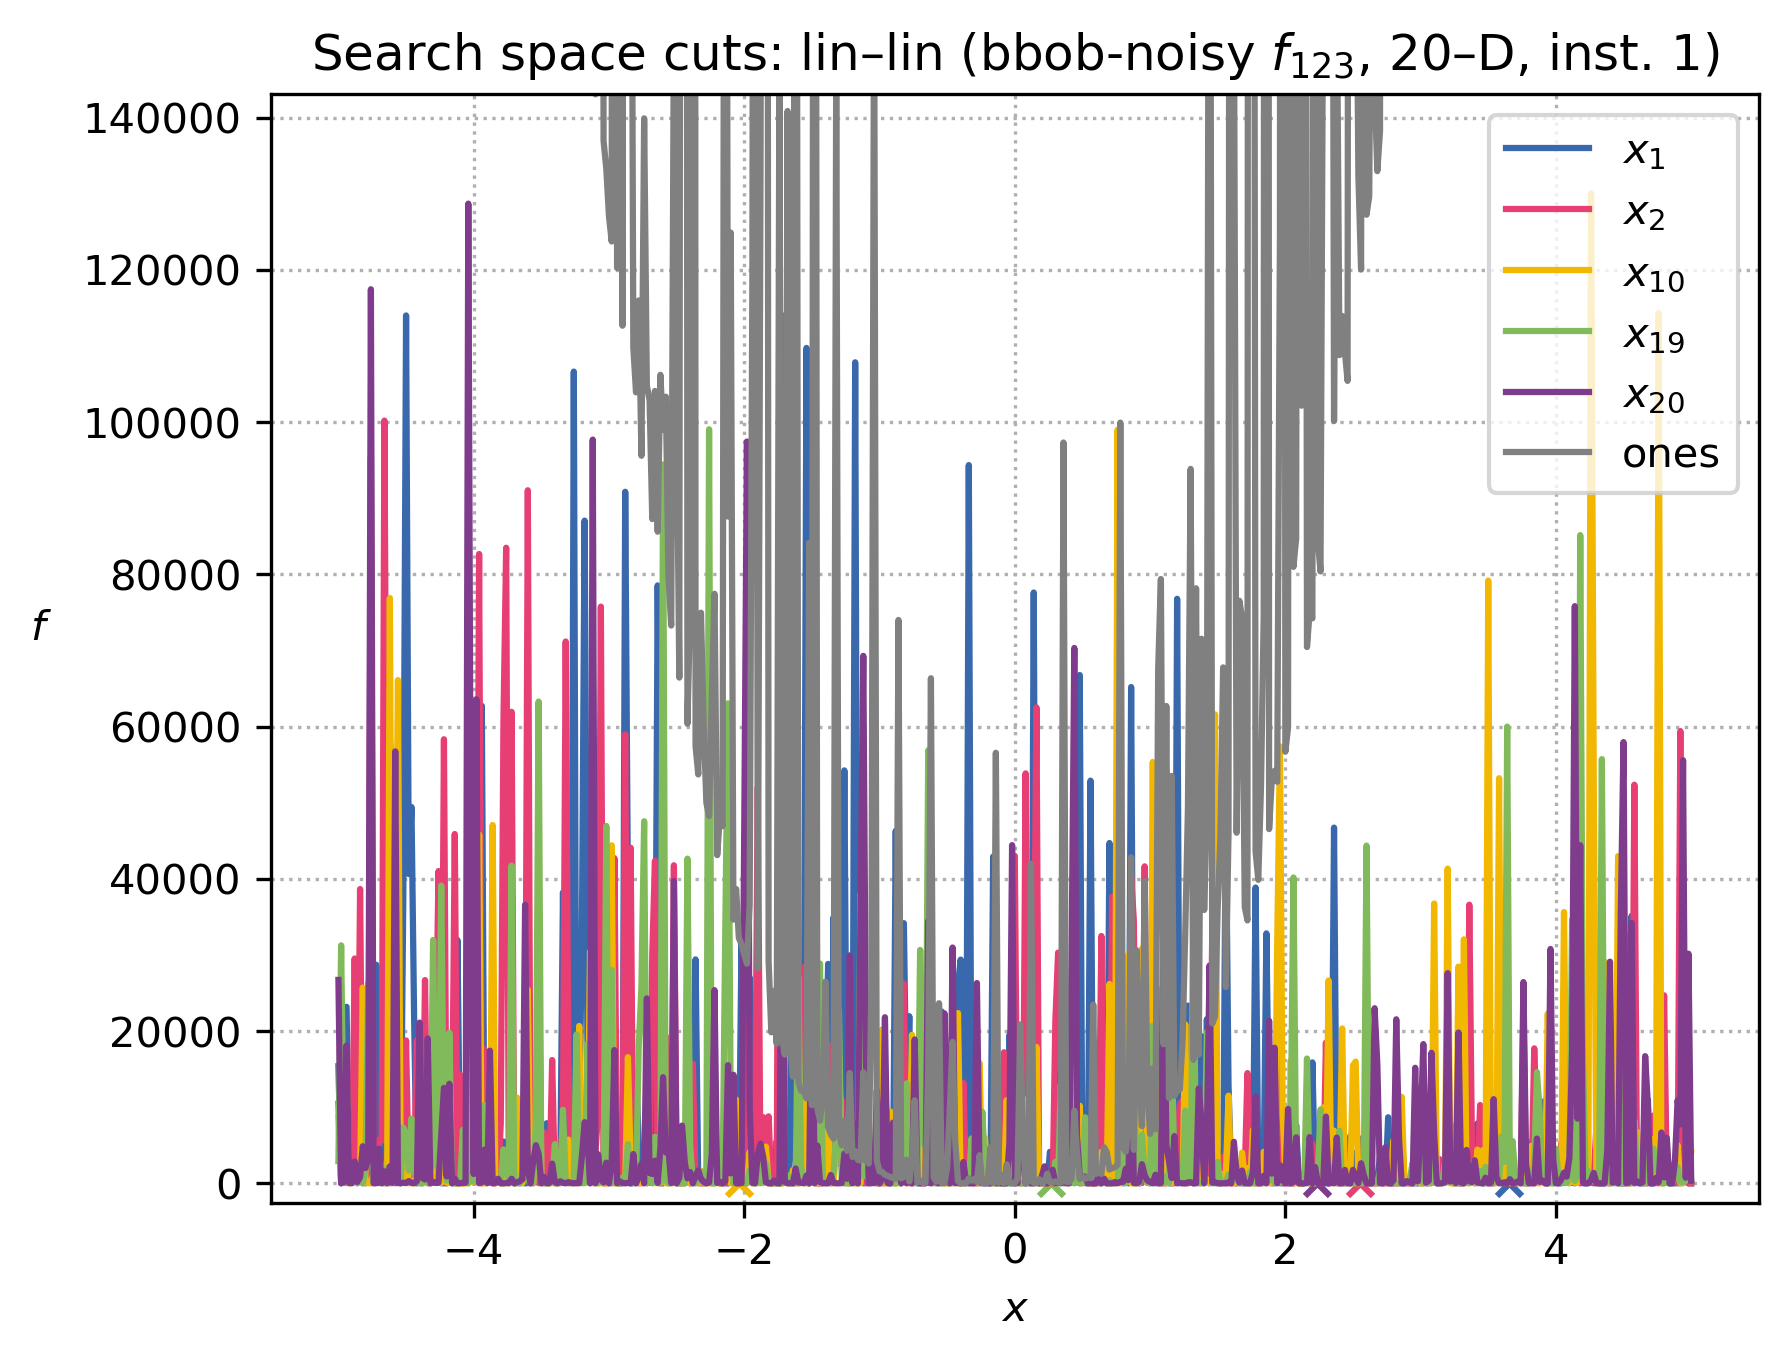 Search space cuts: lin–lin (bbob-noisy f₁₂₃, 20–D, inst. 1)
140000
120000
100000
80000
60000
40000
20000
0
f
x₁
x₂
x₁₀
x₁₉
x₂₀
ones
−4
−2
0
2
4
x